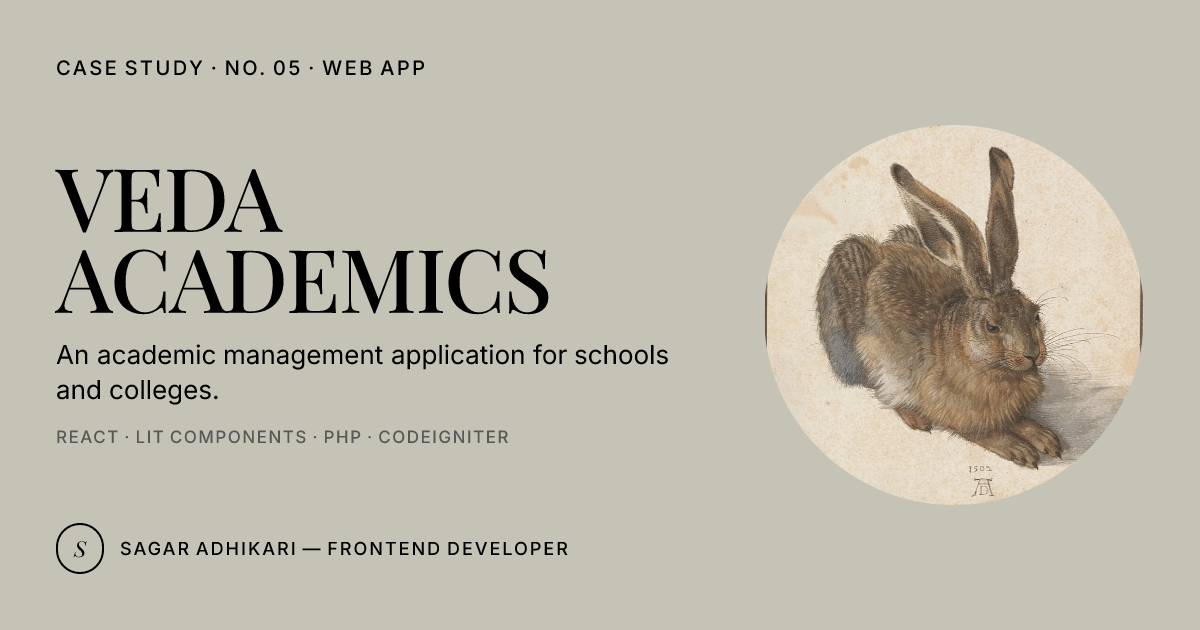 CASE STUDY · NO. 05 · WEB APP
VEDA
ACADEMICS
An academic management application for schools
and colleges.
REACT · LIT COMPONENTS · PHP · CODEIGNITER
1502
AD
S
SAGAR ADHIKARI — FRONTEND DEVELOPER